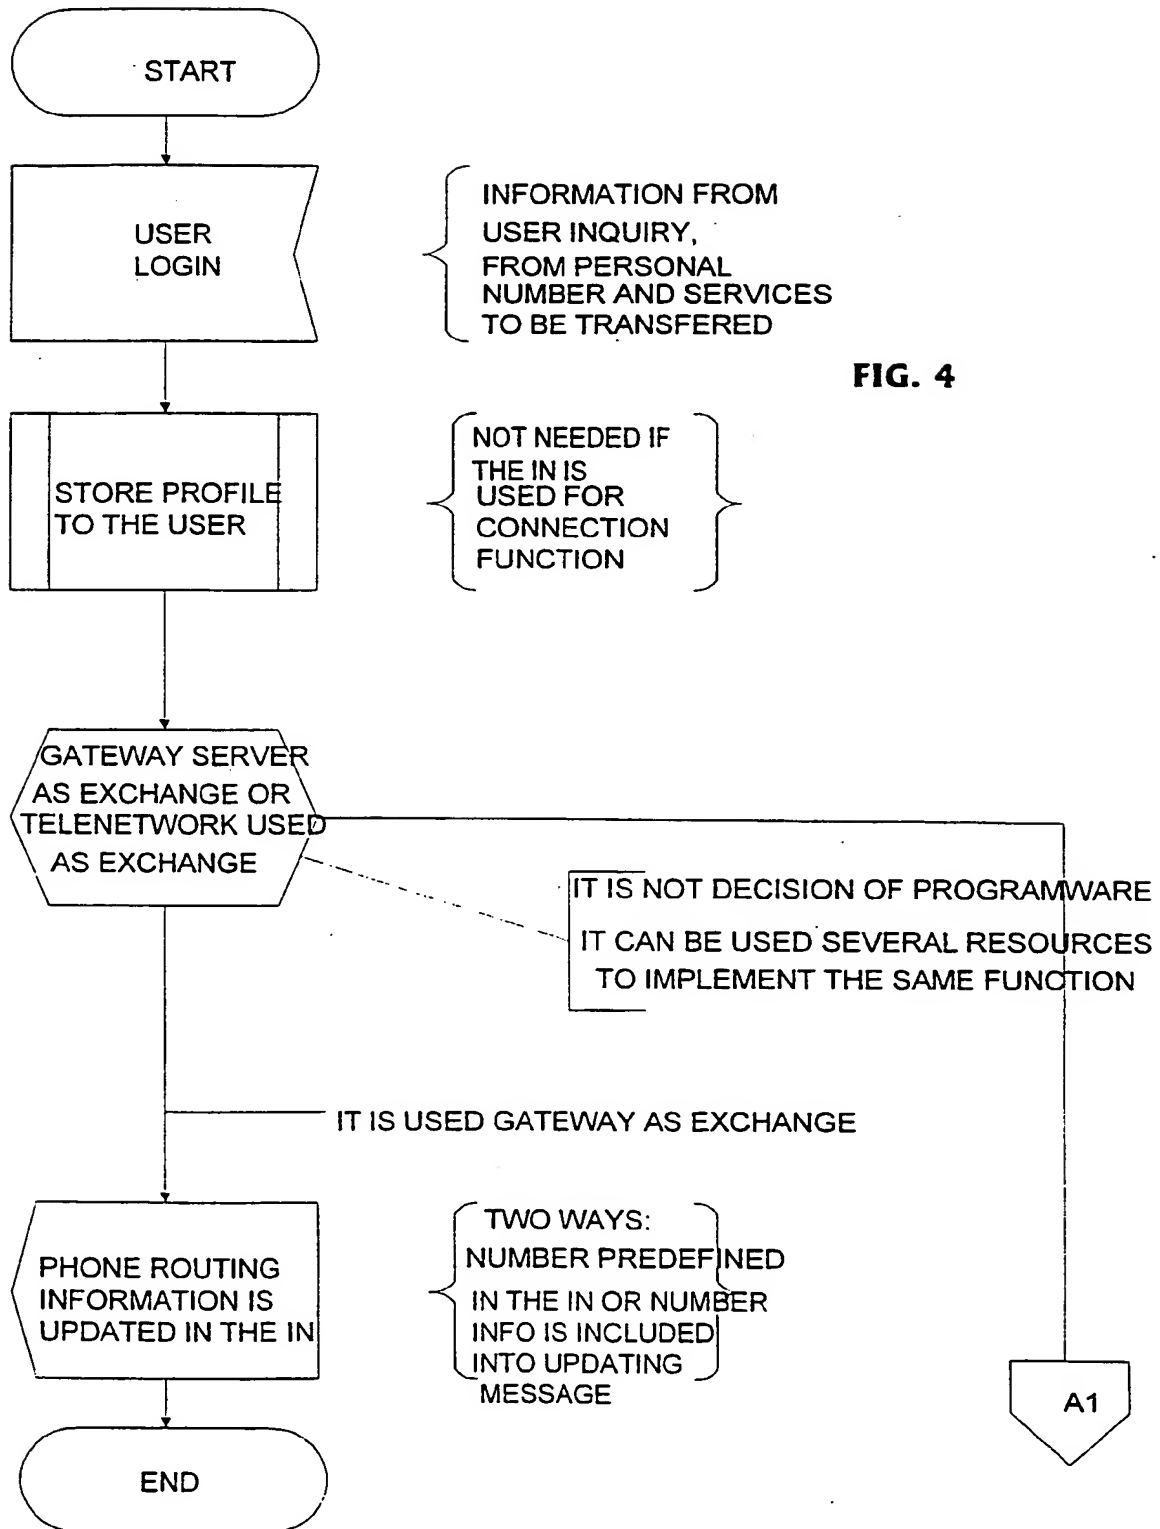 START
USER
LOGIN
INFORMATION FROM
USER INQUIRY,
FROM PERSONAL
NUMBER AND SERVICES
TO BE TRANSFERED
FIG. 4
STORE PROFILE
TO THE USER
NOT NEEDED IF
THE IN IS
USED FOR
CONNECTION
FUNCTION
GATEWAY SERVER
AS EXCHANGE OR
TELENETWORK USED
AS EXCHANGE
IT IS NOT DECISION OF PROGRAMWARE
IT CAN BE USED SEVERAL RESOURCES
TO IMPLEMENT THE SAME FUNCTION
IT IS USED GATEWAY AS EXCHANGE
PHONE ROUTING
INFORMATION IS
UPDATED IN THE IN
TWO WAYS:
NUMBER PREDEFINED
IN THE IN OR NUMBER
INFO IS INCLUDED
INTO UPDATING
MESSAGE
A1
END